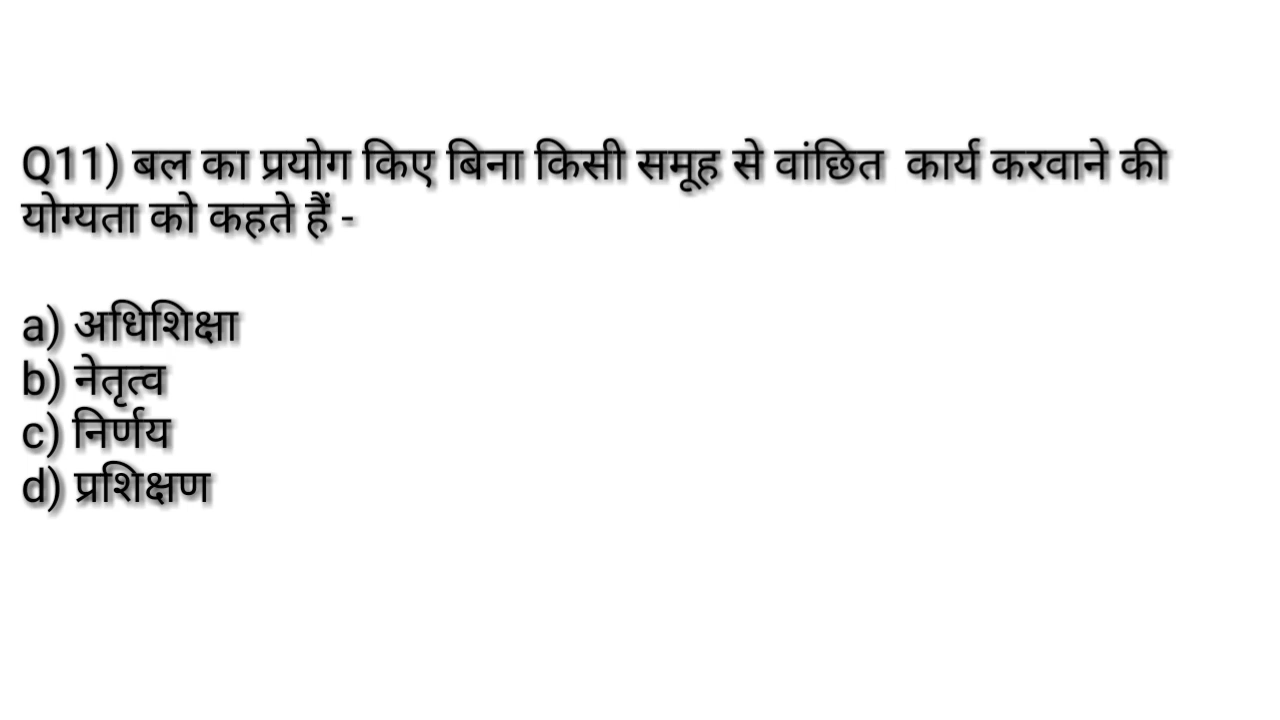 Q11) बल का प्रयोग किए बिना किसी समूह से वांछित कार्य करवाने की
योग्यता को कहते हैं -
a) अधिशिक्षा
b) नेतृत्व
c) निर्णय
d) प्रशिक्षण